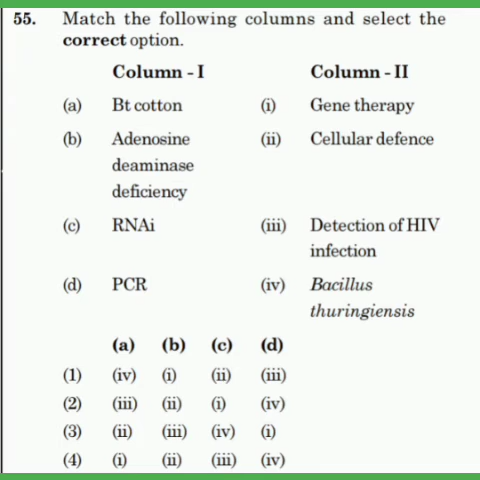 55. Match the following columns and select the
correct option.
Column - I Column - II
(a) Bt cotton (i) Gene therapy
(b) Adenosine (ii) Cellular defence
deaminase
deficiency
(c) RNAi (iii) Detection of HIV
infection
(d) PCR (iv) Bacillus
thuringiensis
(a) (b) (c) (d)
(1) (iv) (i) (ii) (iii)
(2) (iii) (ii) (i) (iv)
(3) (ii) (iii) (iv) (i)
(4) (i) (ii) (iii) (iv)